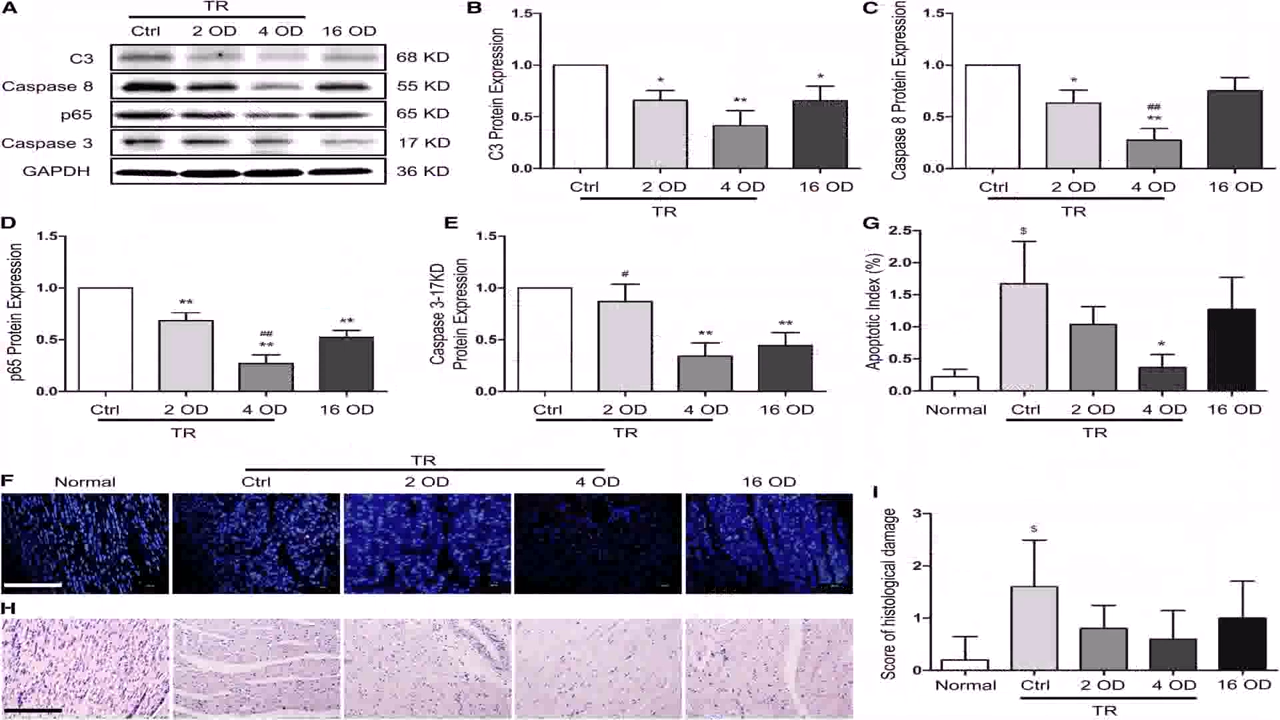 A
TR
Ctrl 2 OD 4 OD 16 OD
C3 68 KD
Caspase 8 55 KD
p65 65 KD
Caspase 3 17 KD
GAPDH 36 KD
B
C3 Protein Expression
1.5
1.0
0.5
0.0
*
**
*
Ctrl 2 OD 4 OD 16 OD
TR
C
Caspase 8 Protein Expression
1.5
1.0
0.5
0.0
*
##
**
Ctrl 2 OD 4 OD 16 OD
TR
D
p65 Protein Expression
1.5
1.0
0.5
0.0
**
##
**
**
Ctrl 2 OD 4 OD 16 OD
TR
E
Caspase 3-17KD
Protein Expression
1.5
1.0
0.5
0.0
#
**
**
Ctrl 2 OD 4 OD 16 OD
TR
G
Apoptotic Index (%)
2.5
2.0
1.5
1.0
0.5
0.0
$
*
Normal Ctrl 2 OD 4 OD 16 OD
TR
F
TR
Normal Ctrl 2 OD 4 OD 16 OD
H
I
Score of histological damage
3
2
1
0
$
Normal Ctrl 2 OD 4 OD 16 OD
TR